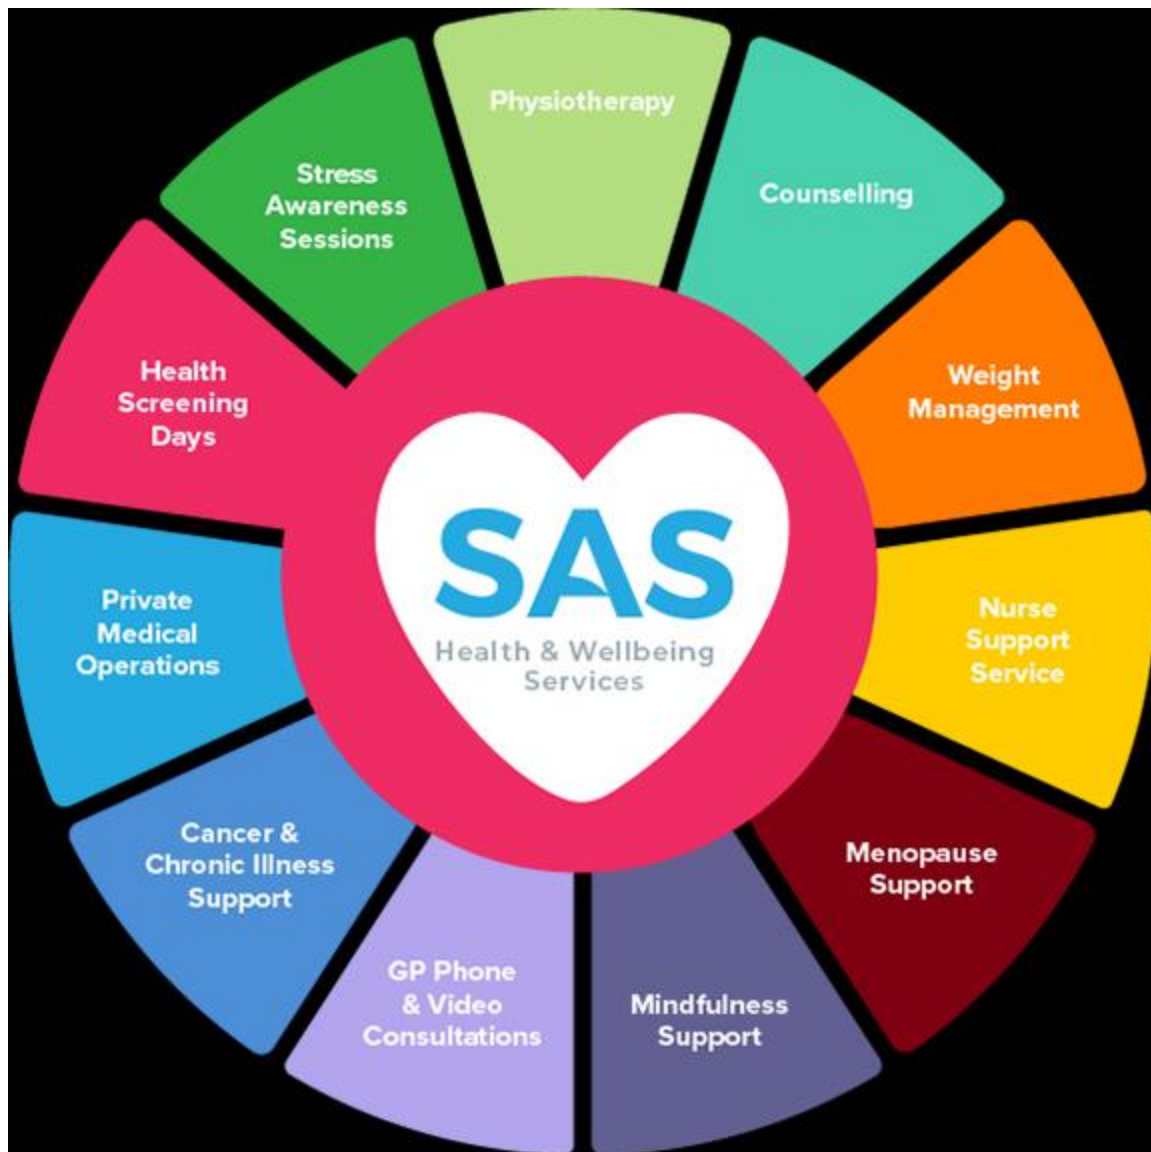 Physiotherapy
Counselling
Weight
Management
Nurse
Support
Service
Menopause
Support
Mindfulness
Support
GP Phone
& Video
Consultations
Cancer &
Chronic Illness
Support
Private
Medical
Operations
Health
Screening
Days
Stress
Awareness
Sessions
SAS
Health & Wellbeing
Services